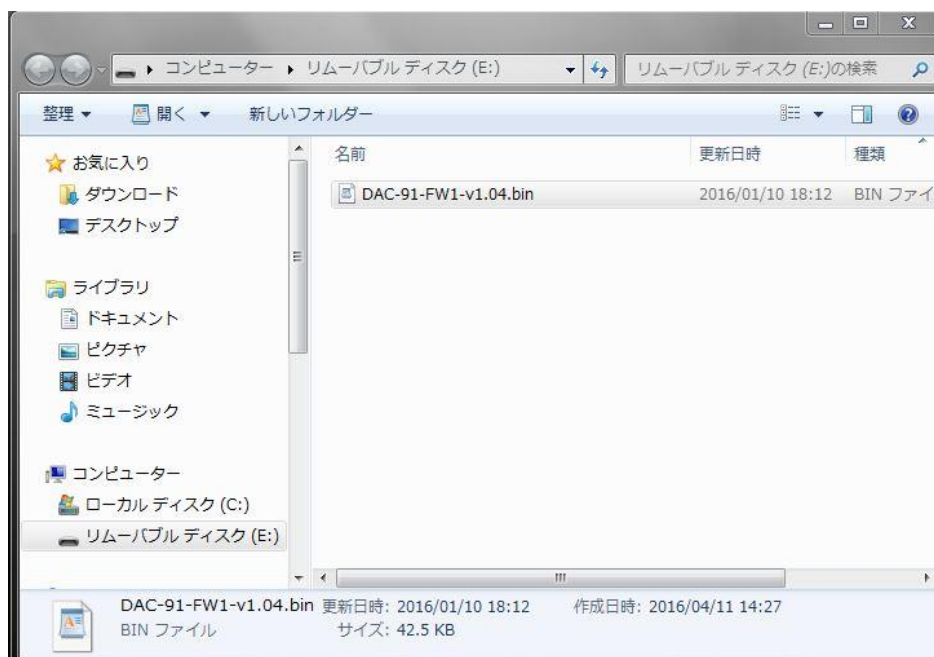 コンピューター ▸ リムーバブル ディスク (E:)
リムーバブル ディスク (E:)の検索
整理 開く 新しいフォルダー
お気に入り
ダウンロード
デスクトップ
ライブラリ
ドキュメント
ピクチャ
ビデオ
ミュージック
コンピューター
ローカル ディスク (C:)
リムーバブル ディスク (E:)
名前 更新日時 種類
DAC-91-FW1-v1.04.bin 2016/01/10 18:12 BIN ファイ
DAC-91-FW1-v1.04.bin 更新日時: 2016/01/10 18:12 作成日時: 2016/04/11 14:27
BIN ファイル サイズ: 42.5 KB